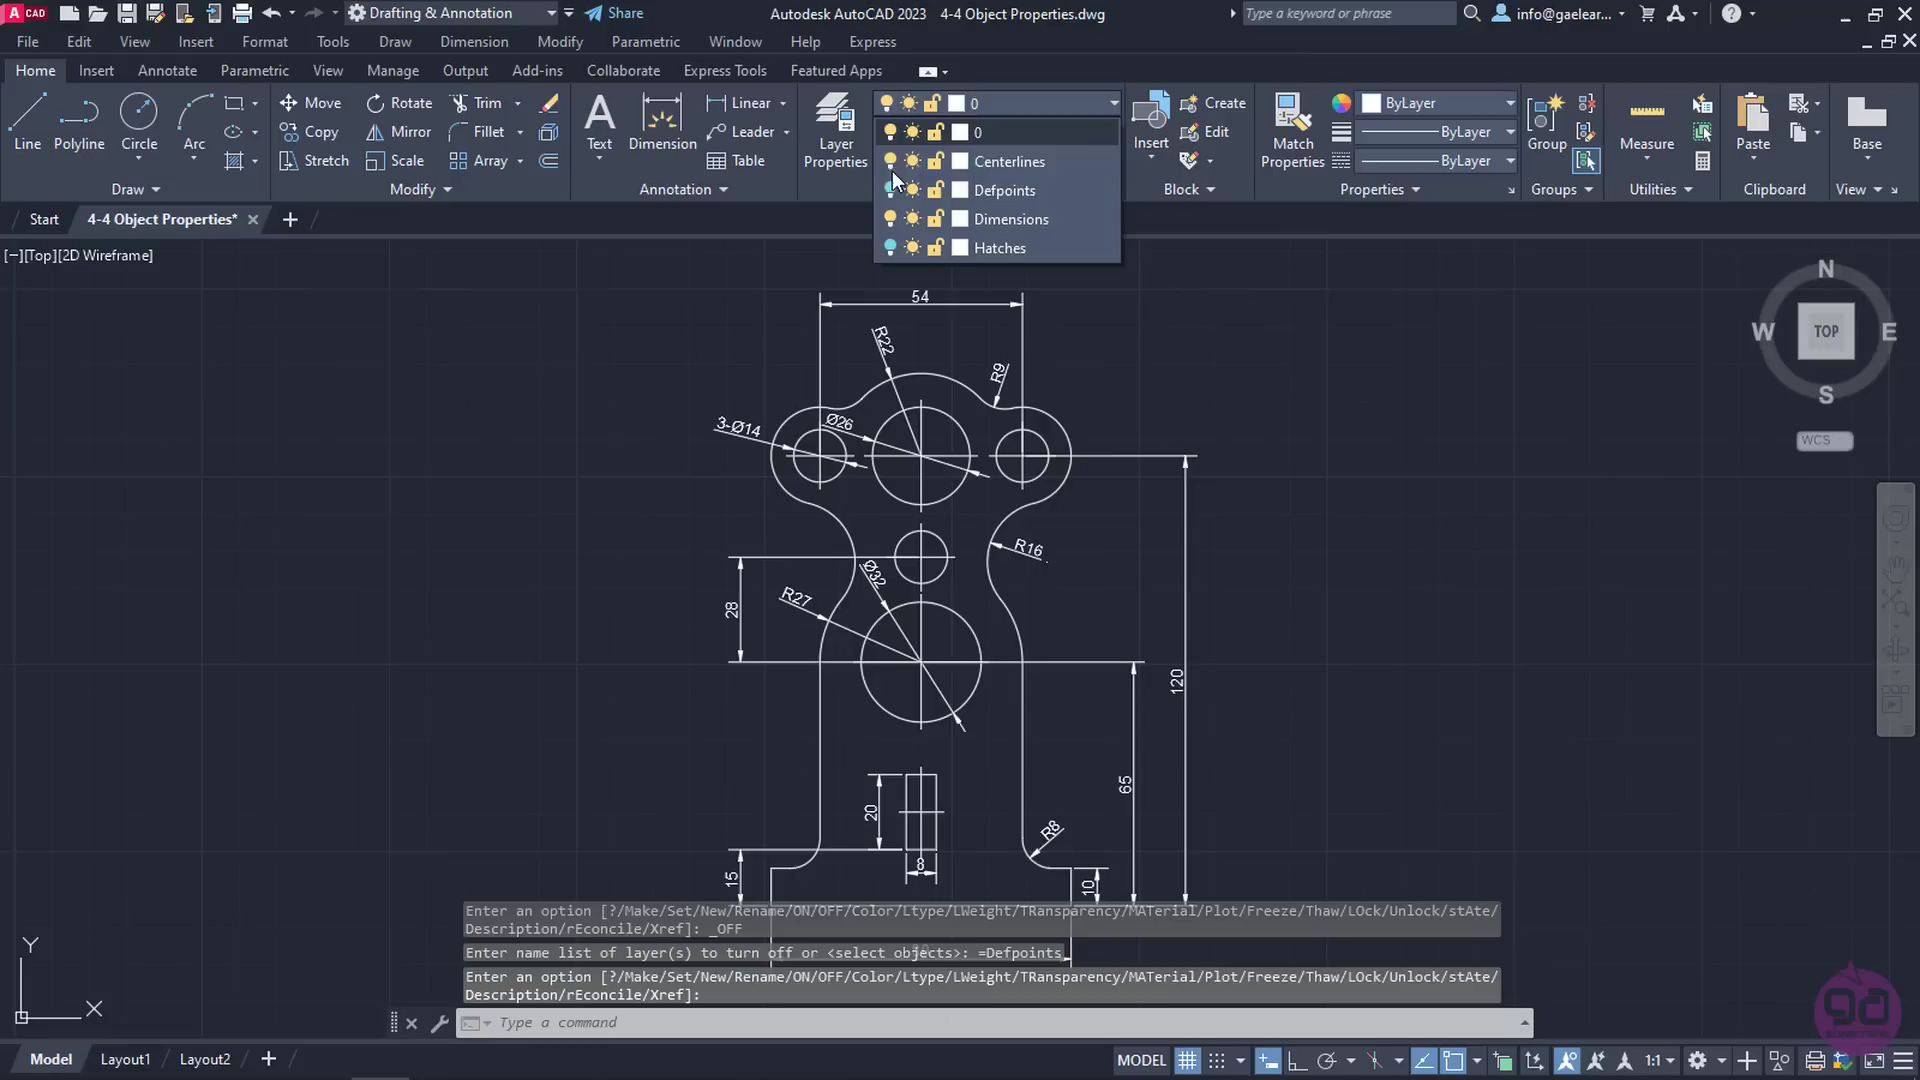 A CAD
Drafting & Annotation
Share
Autodesk AutoCAD 2023 4-4 Object Properties.dwg
Type a keyword or phrase
info@gaelear...
File Edit View Insert Format Tools Draw Dimension Modify Parametric Window Help Express
Home Insert Annotate Parametric View Manage Output Add-ins Collaborate Express Tools Featured Apps
Line Polyline Circle Arc
Move Rotate Trim
Copy Mirror Fillet
Stretch Scale Array
Text Dimension
Linear
Leader
Table
Layer
Properties
0
0
Centerlines
Defpoints
Dimensions
Hatches
Insert
Create
Edit
Match
Properties
ByLayer
ByLayer
ByLayer
Group
Measure
Paste
Base
Draw Modify Annotation Block Properties Groups Utilities View
Start 4-4 Object Properties*
[−][Top][2D Wireframe]
N
W TOP E
S
WCS
54
R22
R9
3-Ø14
Ø26
R16
Ø32
R27
28
120
65
20
8
R8
15
10
Enter an option [?/Make/Set/New/Rename/ON/OFF/Color/Ltype/LWeight/TRansparency/MATerial/Plot/Freeze/Thaw/LOck/Unlock/stAte/
Description/rEconcile/Xref]: _OFF
Enter name list of layer(s) to turn off or <select objects>: =Defpoints
Enter an option [?/Make/Set/New/Rename/ON/OFF/Color/Ltype/LWeight/TRansparency/MATerial/Plot/Freeze/Thaw/LOck/Unlock/stAte/
Description/rEconcile/Xref]:
Type a command
Y
X
Model Layout1 Layout2
MODEL
1:1
ga